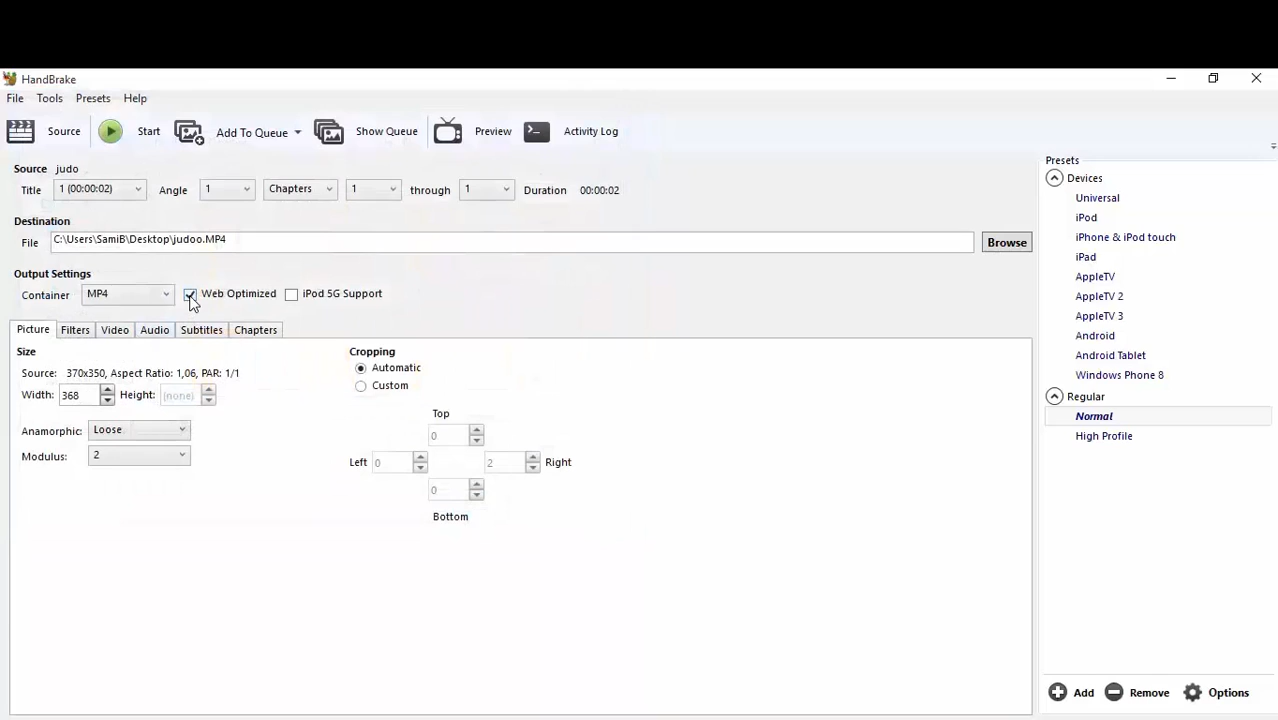 HandBrake
File Tools Presets Help
Source Start Add To Queue Show Queue Preview Activity Log
Source judo
Title 1 (00:00:02) Angle 1 Chapters 1 through 1 Duration 00:00:02
Destination
File C:\Users\SamiB\Desktop\judoo.MP4 Browse
Output Settings
Container MP4 Web Optimized iPod 5G Support
Picture Filters Video Audio Subtitles Chapters
Size
Source: 370x350, Aspect Ratio: 1,06, PAR: 1/1
Width: 368 Height: (none)
Anamorphic: Loose
Modulus: 2
Cropping
Automatic
Custom
Top
0
Left 0 2 Right
0
Bottom
Presets
Devices
Universal
iPod
iPhone & iPod touch
iPad
AppleTV
AppleTV 2
AppleTV 3
Android
Android Tablet
Windows Phone 8
Regular
Normal
High Profile
Add Remove Options